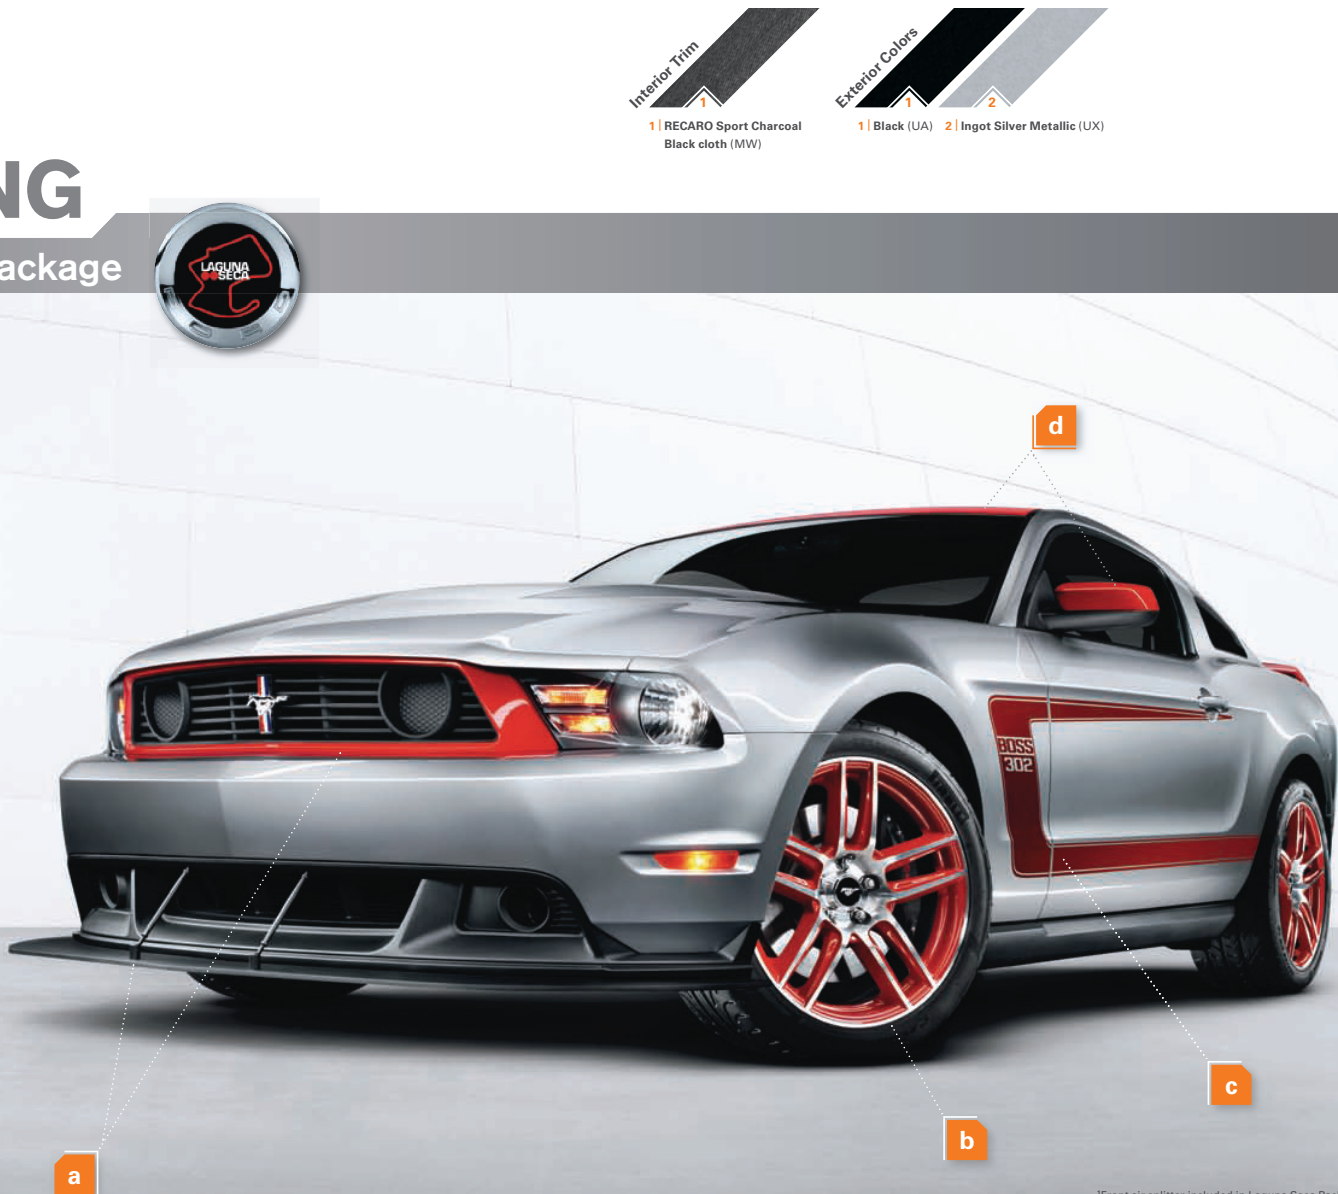 Interior Trim
1
1 | RECARO Sport Charcoal
Black cloth (MW)
Exterior Colors
1
2
1 | Black (UA) 2 | Ingot Silver Metallic (UX)
NG
ackage
LAGUNA
SECA
d
BOSS
302
c
b
a